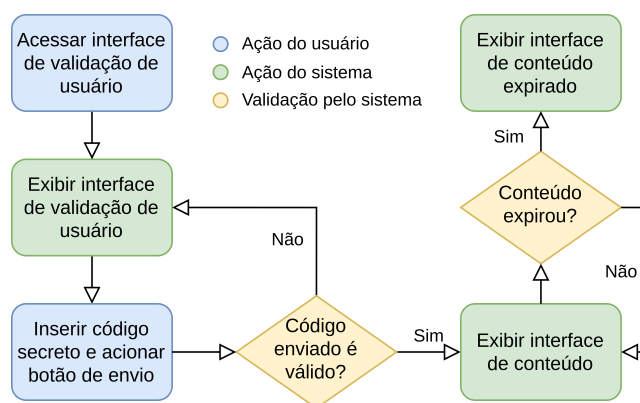 Acessar interface
de validação de
usuário
Ação do usuário
Ação do sistema
Validação pelo sistema
Exibir interface
de conteúdo
expirado
Sim
Exibir interface
de validação de
usuário
Conteúdo
expirou?
Não
Não
Inserir código
secreto e acionar
botão de envio
Código
enviado é
válido?
Sim
Exibir interface
de conteúdo